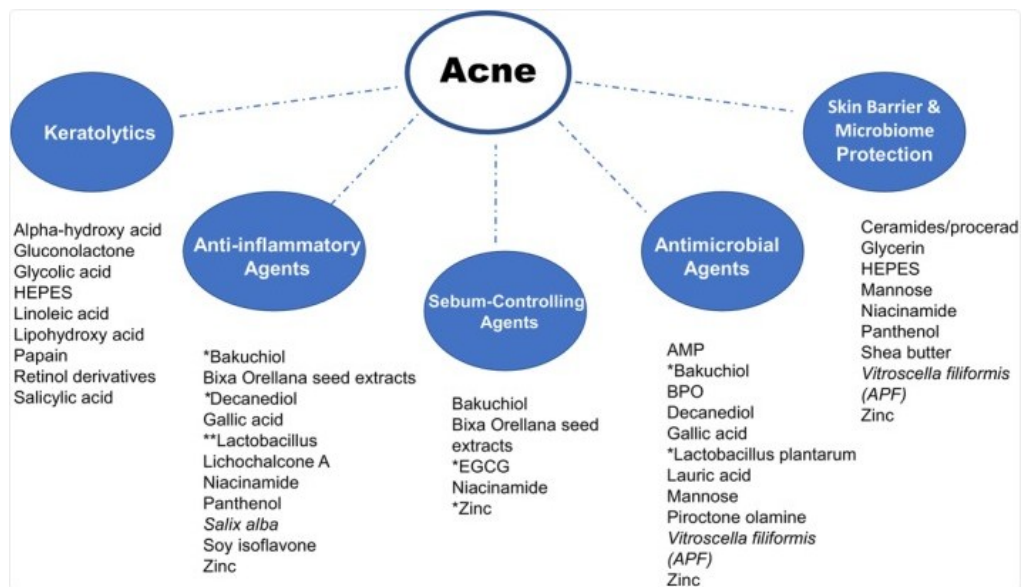 Acne
Keratolytics
Alpha-hydroxy acid
Gluconolactone
Glycolic acid
HEPES
Linoleic acid
Lipohydroxy acid
Papain
Retinol derivatives
Salicylic acid
Anti-inflammatory
Agents
*Bakuchiol
Bixa Orellana seed extracts
*Decanediol
Gallic acid
**Lactobacillus
Lichochalcone A
Niacinamide
Panthenol
Salix alba
Soy isoflavone
Zinc
Sebum-Controlling
Agents
Bakuchiol
Bixa Orellana seed
extracts
*EGCG
Niacinamide
*Zinc
Antimicrobial
Agents
AMP
*Bakuchiol
BPO
Decanediol
Gallic acid
*Lactobacillus plantarum
Lauric acid
Mannose
Piroctone olamine
Vitroscella filiformis
(APF)
Zinc
Skin Barrier &
Microbiome
Protection
Ceramides/procerad
Glycerin
HEPES
Mannose
Niacinamide
Panthenol
Shea butter
Vitroscella filiformis
(APF)
Zinc